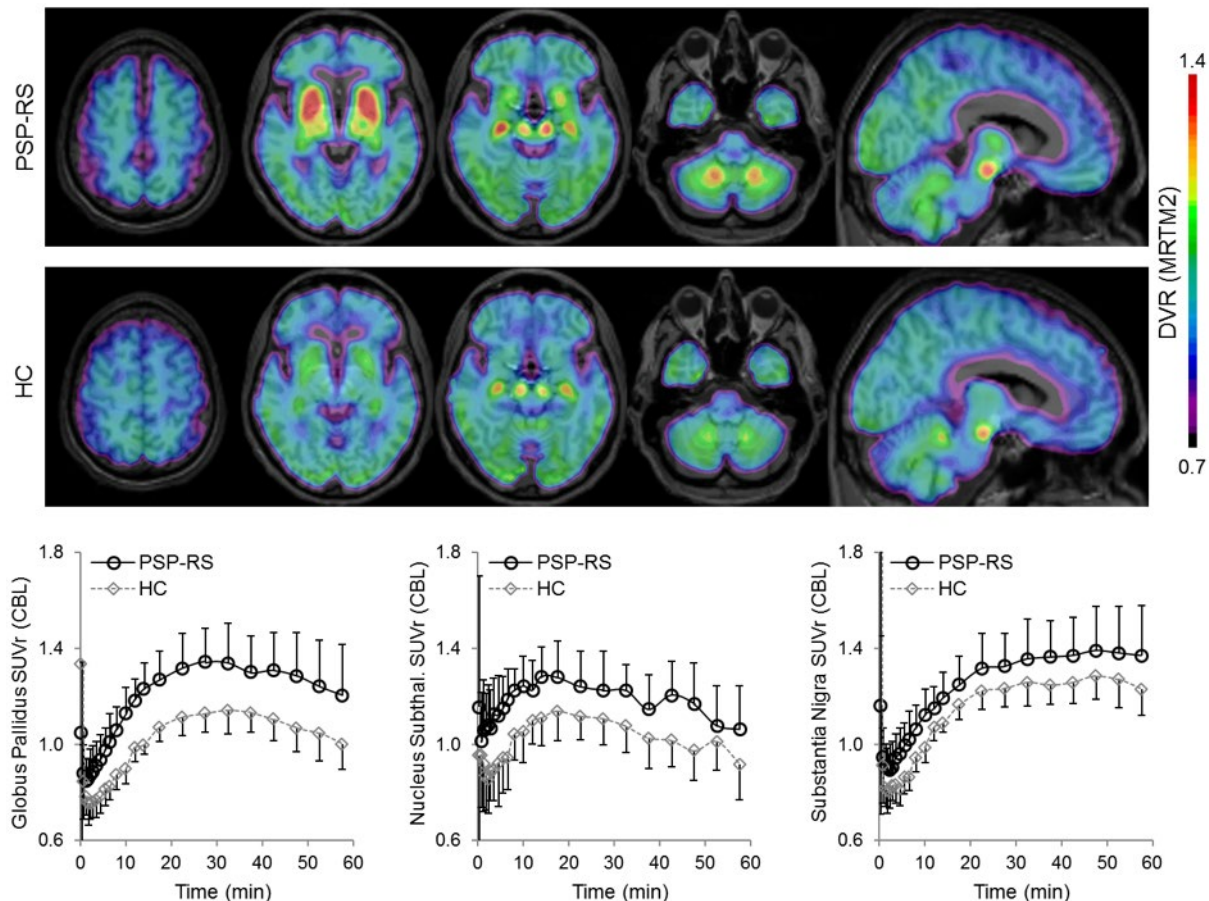 PSP-RS
HC
1.4
DVR (MRTM2)
0.7
Globus Pallidus SUVr (CBL)
1.8
1.4
1.0
0.6
PSP-RS
HC
0 10 20 30 40 50 60
Time (min)
Nucleus Subthal. SUVr (CBL)
1.8
1.4
1.0
0.6
PSP-RS
HC
0 10 20 30 40 50 60
Time (min)
Substantia Nigra SUVr (CBL)
1.8
1.4
1.0
0.6
PSP-RS
HC
0 10 20 30 40 50 60
Time (min)